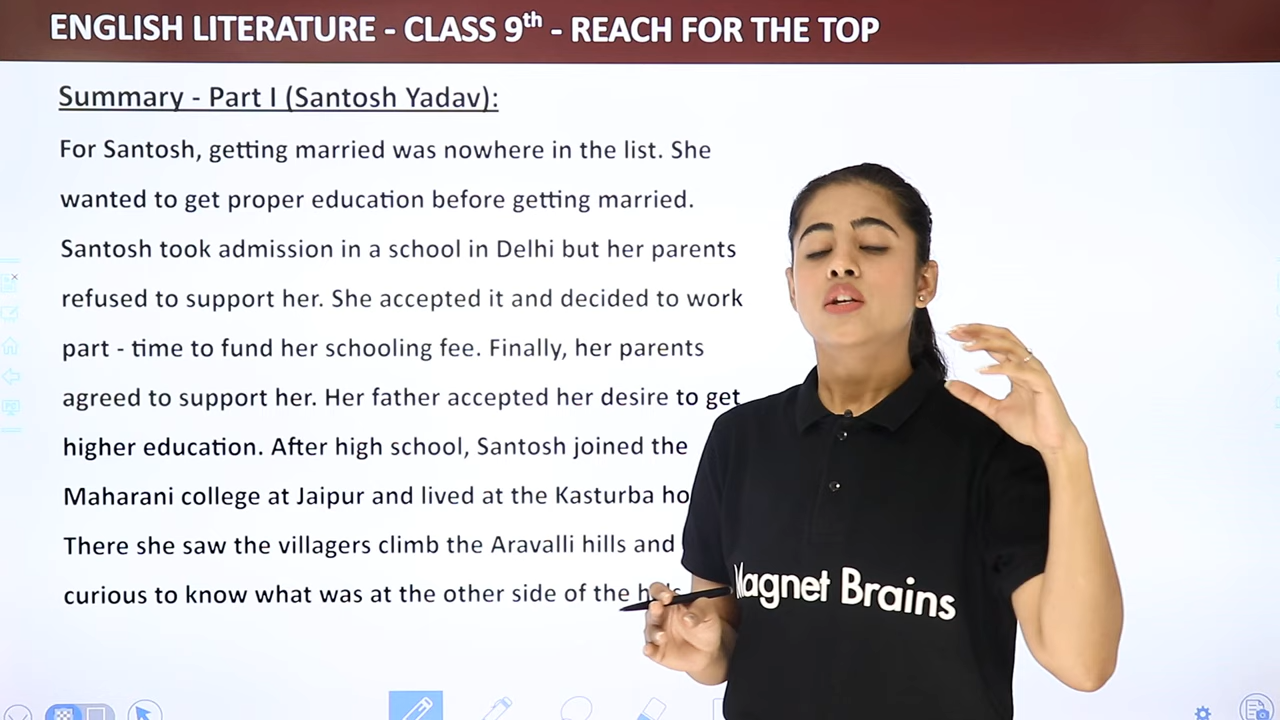 ENGLISH LITERATURE - CLASS 9th - REACH FOR THE TOP
Summary - Part I (Santosh Yadav):
For Santosh, getting married was nowhere in the list. She
wanted to get proper education before getting married.
Santosh took admission in a school in Delhi but her parents
refused to support her. She accepted it and decided to work
part - time to fund her schooling fee. Finally, her parents
agreed to support her. Her father accepted her desire to get
higher education. After high school, Santosh joined the
Maharani college at Jaipur and lived at the Kasturba
There she saw the villagers climb the Aravalli hills and
curious to know what was at the other side of the
Magnet Brains